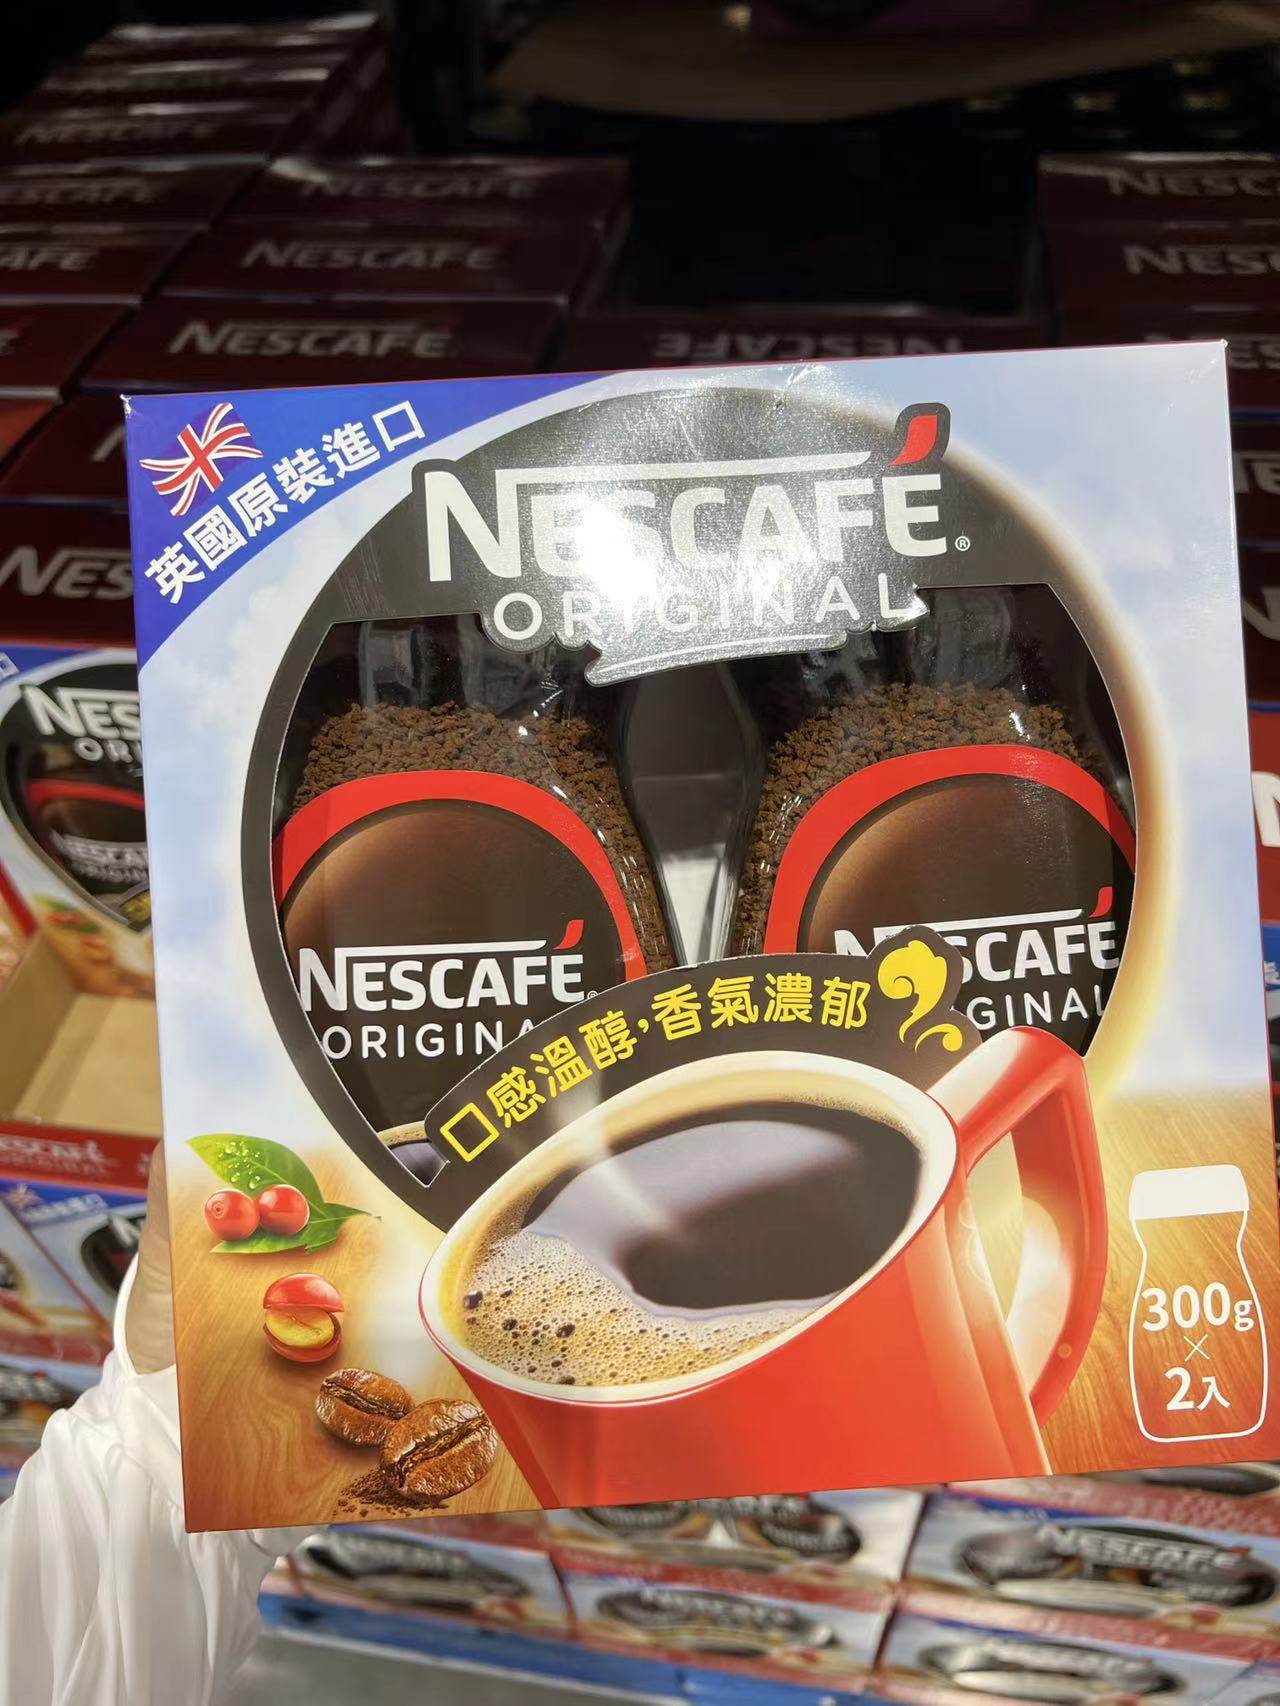 NESCAFÉ
NESCAFÉ
NESCAFÉ
英國原裝進口
NESCAFÉ®
ORIGINAL
NESCAFÉ®
ORIGINA
SCAFÉ
GINAL
口感溫醇,香氣濃郁
300g
×
2入